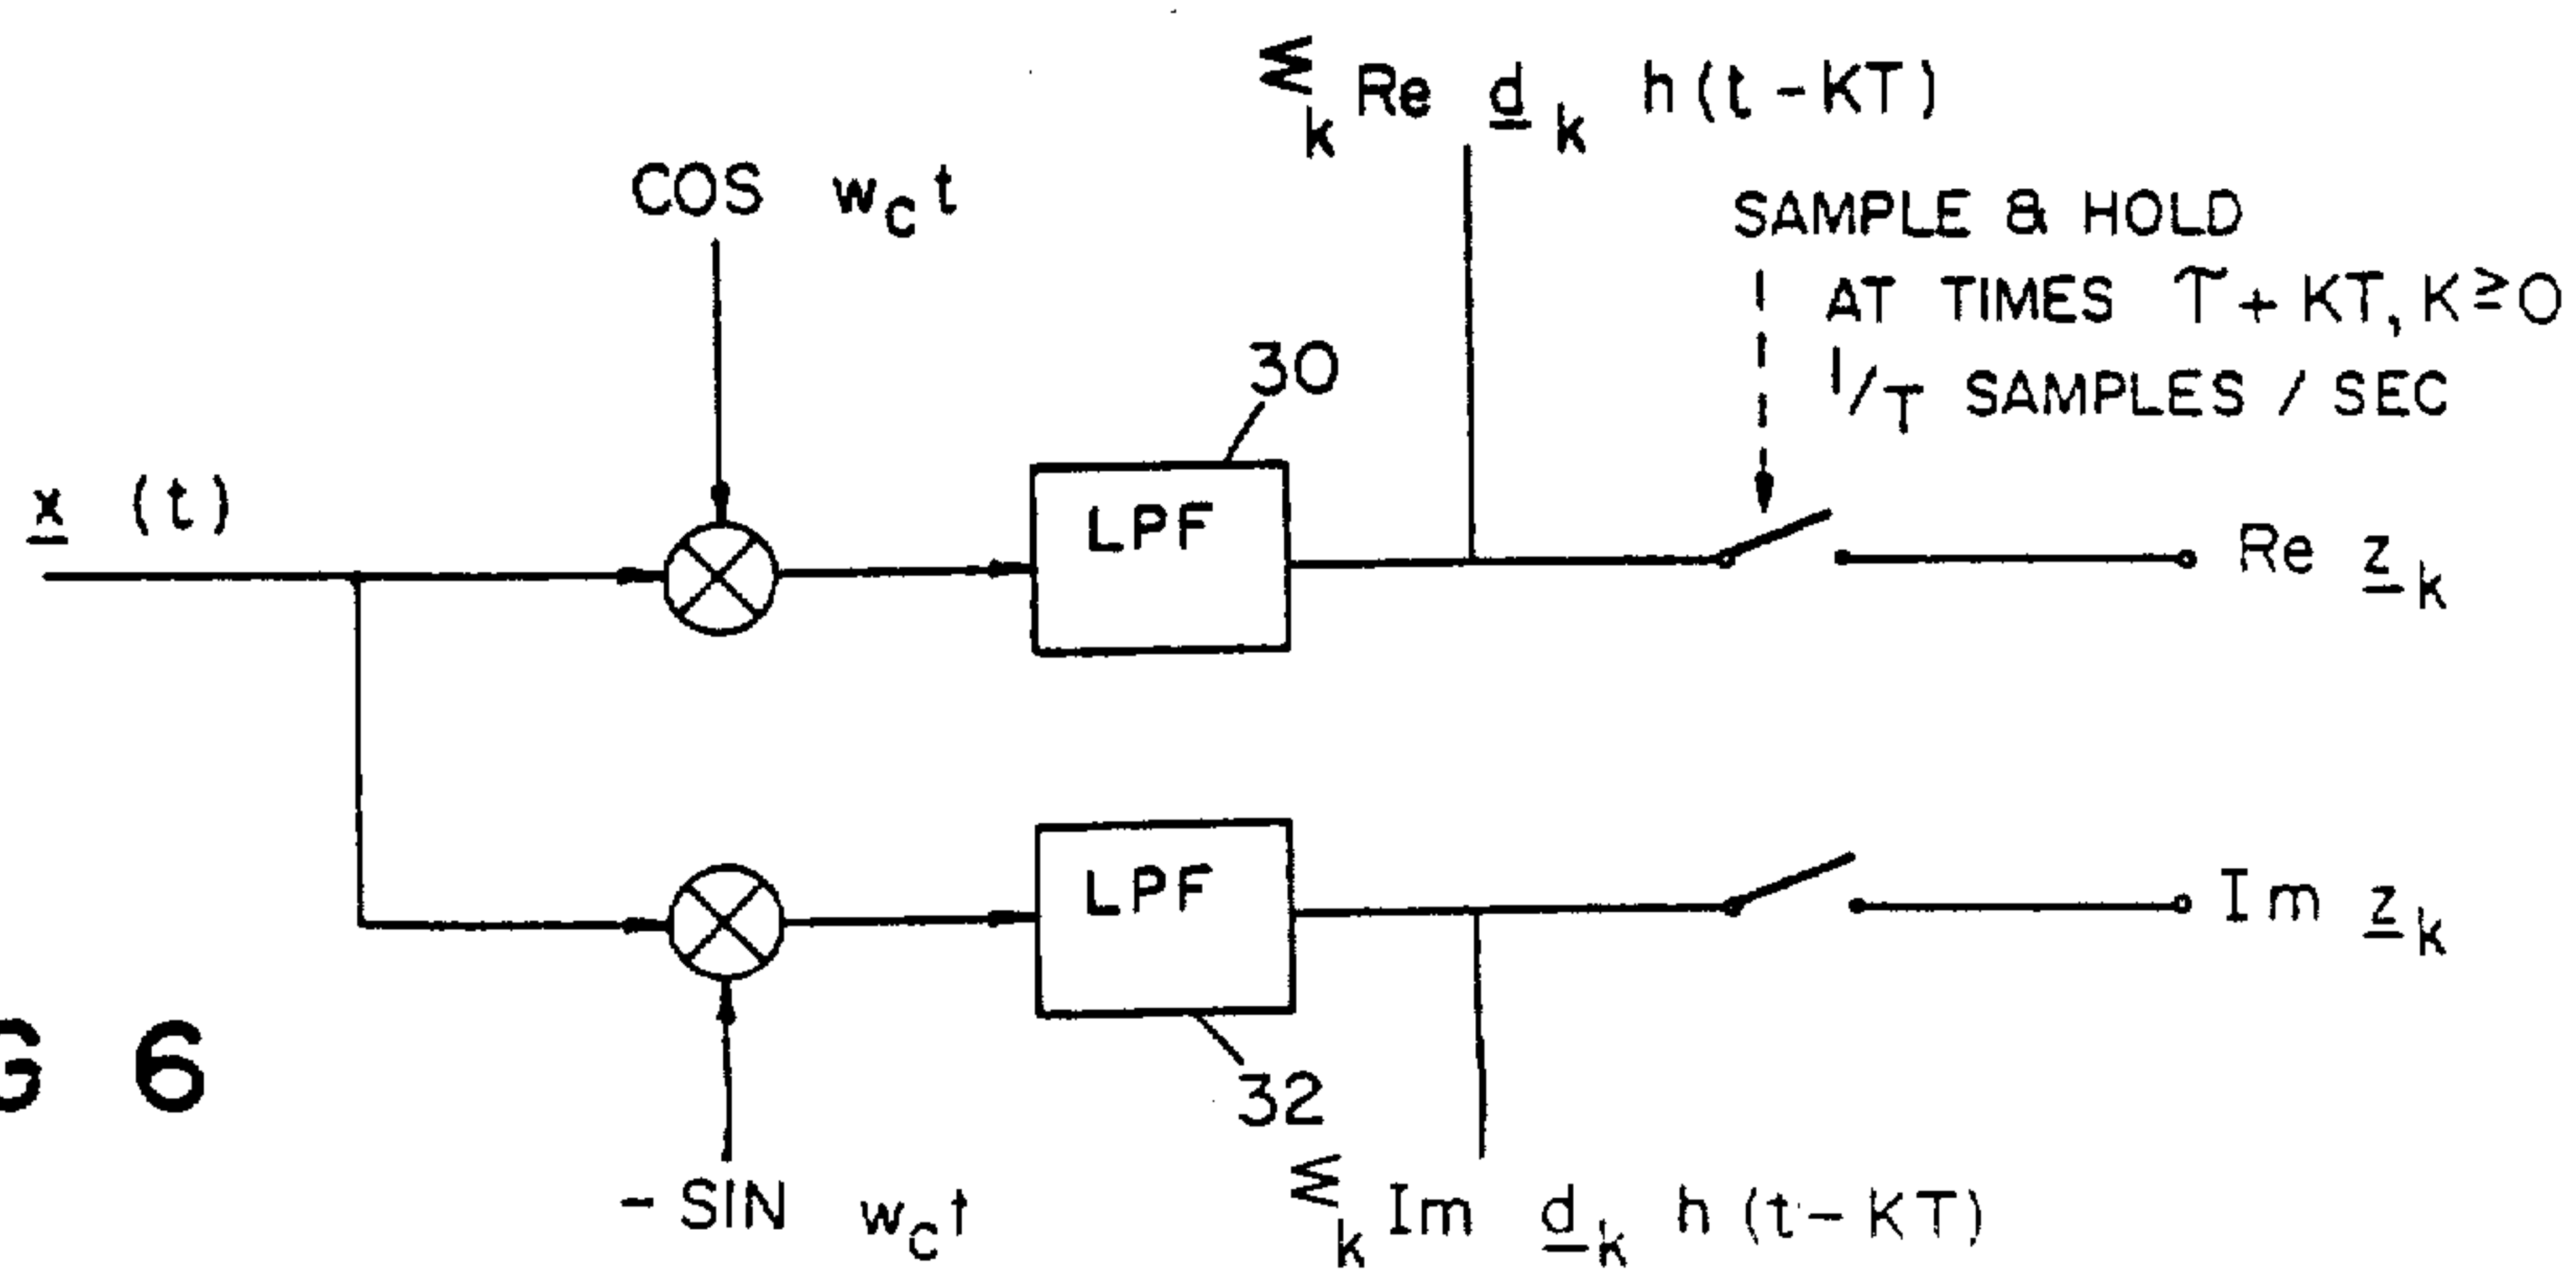 Σ_k Re d_k h(t-KT)
COS w_c t
SAMPLE & HOLD
AT TIMES τ + KT, K≥0
1/T SAMPLES / SEC
30
x (t)
LPF
Re z_k
LPF
Im z_k
G 6
32
- SIN w_c t
Σ_k Im d_k h (t-KT)